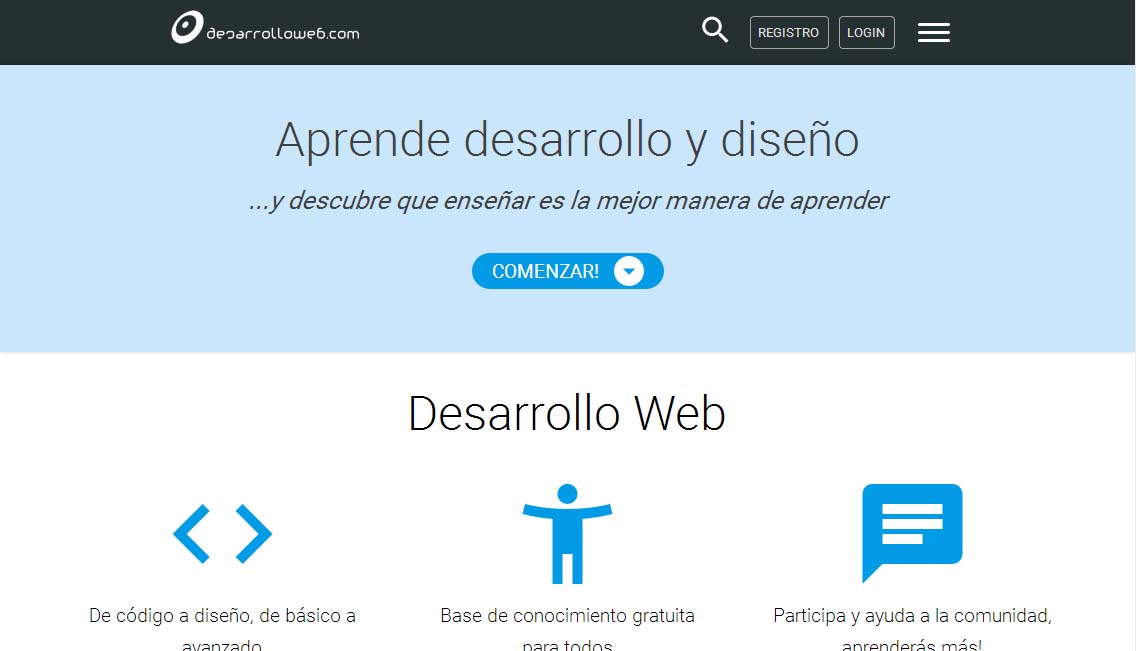 desarrolloweb.com
REGISTRO
LOGIN
Aprende desarrollo y diseño
...y descubre que enseñar es la mejor manera de aprender
COMENZAR!
Desarrollo Web
De código a diseño, de básico a
avanzado
Base de conocimiento gratuita
para todos
Participa y ayuda a la comunidad,
aprenderás más!